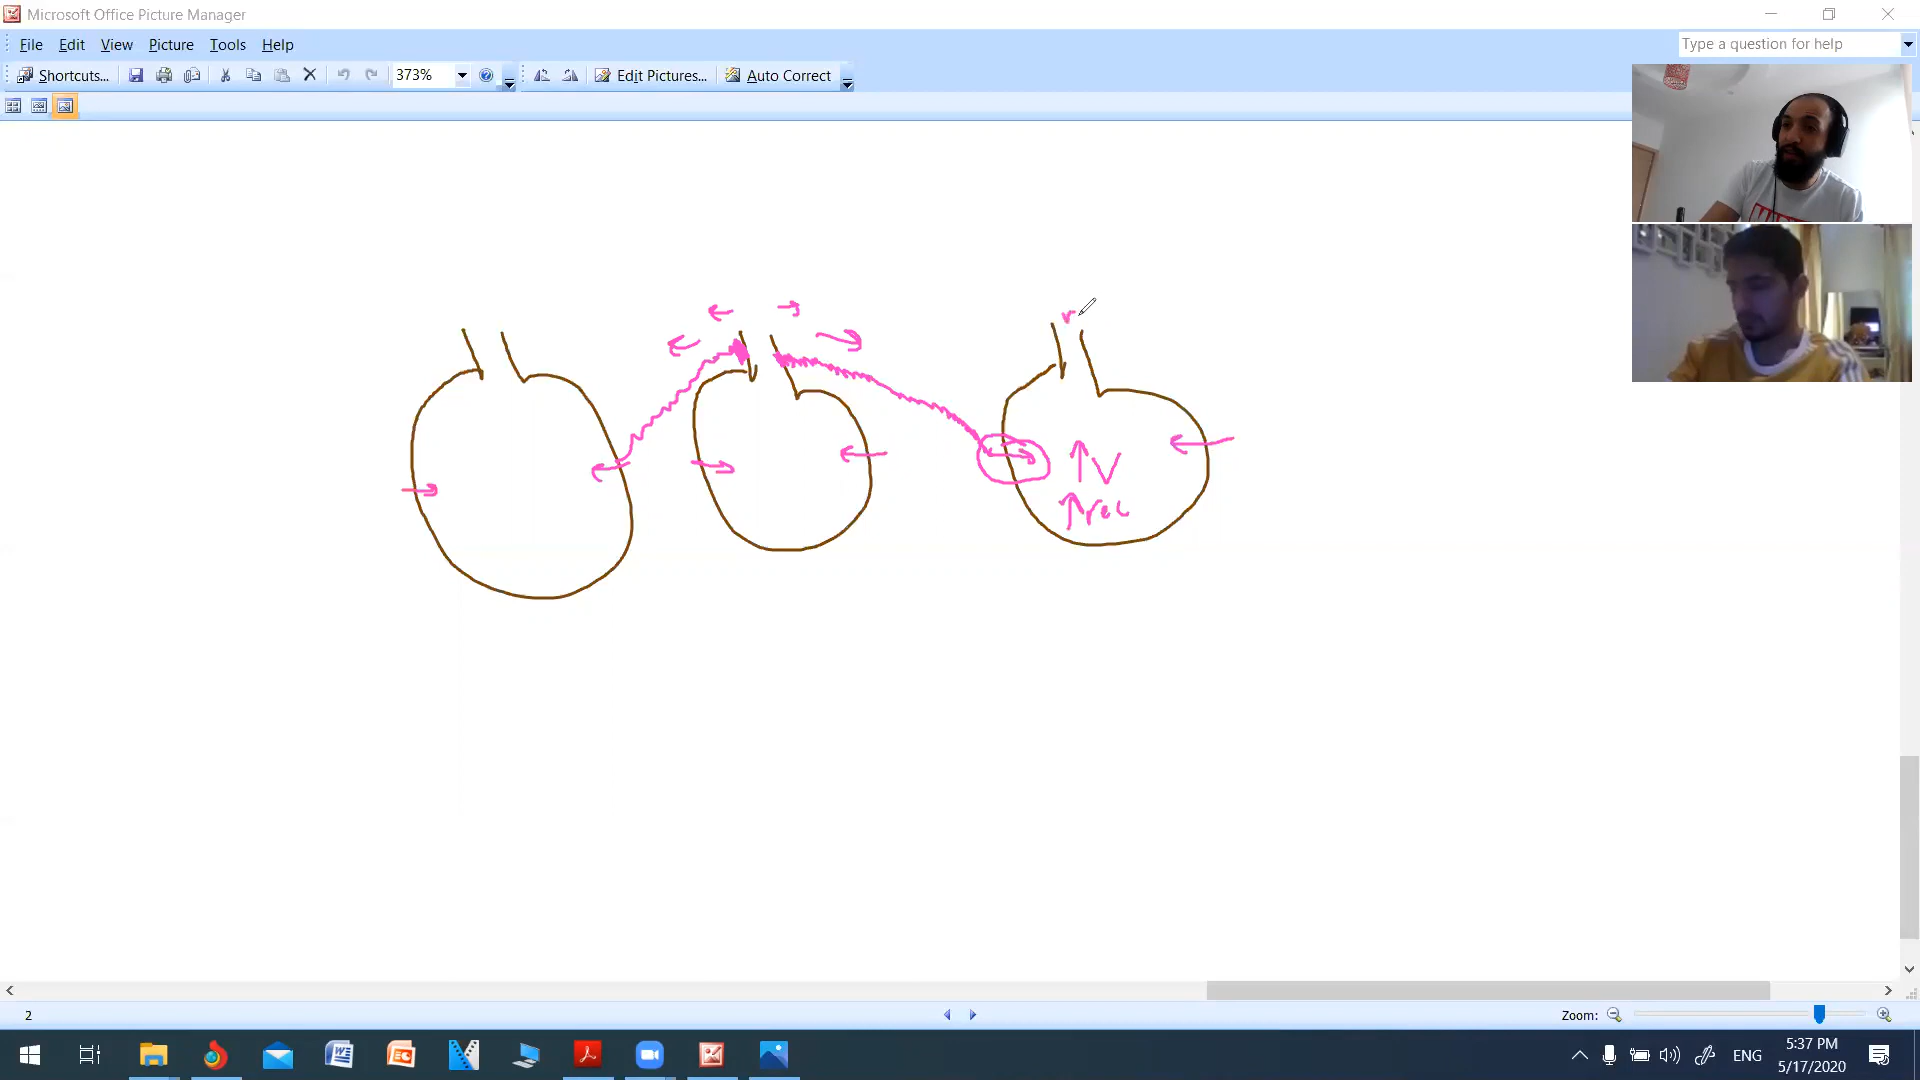 Microsoft Office Picture Manager
File Edit View Picture Tools Help
Type a question for help
Shortcuts... 373% Edit Pictures... Auto Correct
r
↑V
↑rec
2
Zoom:
ENG
5:37 PM
5/17/2020